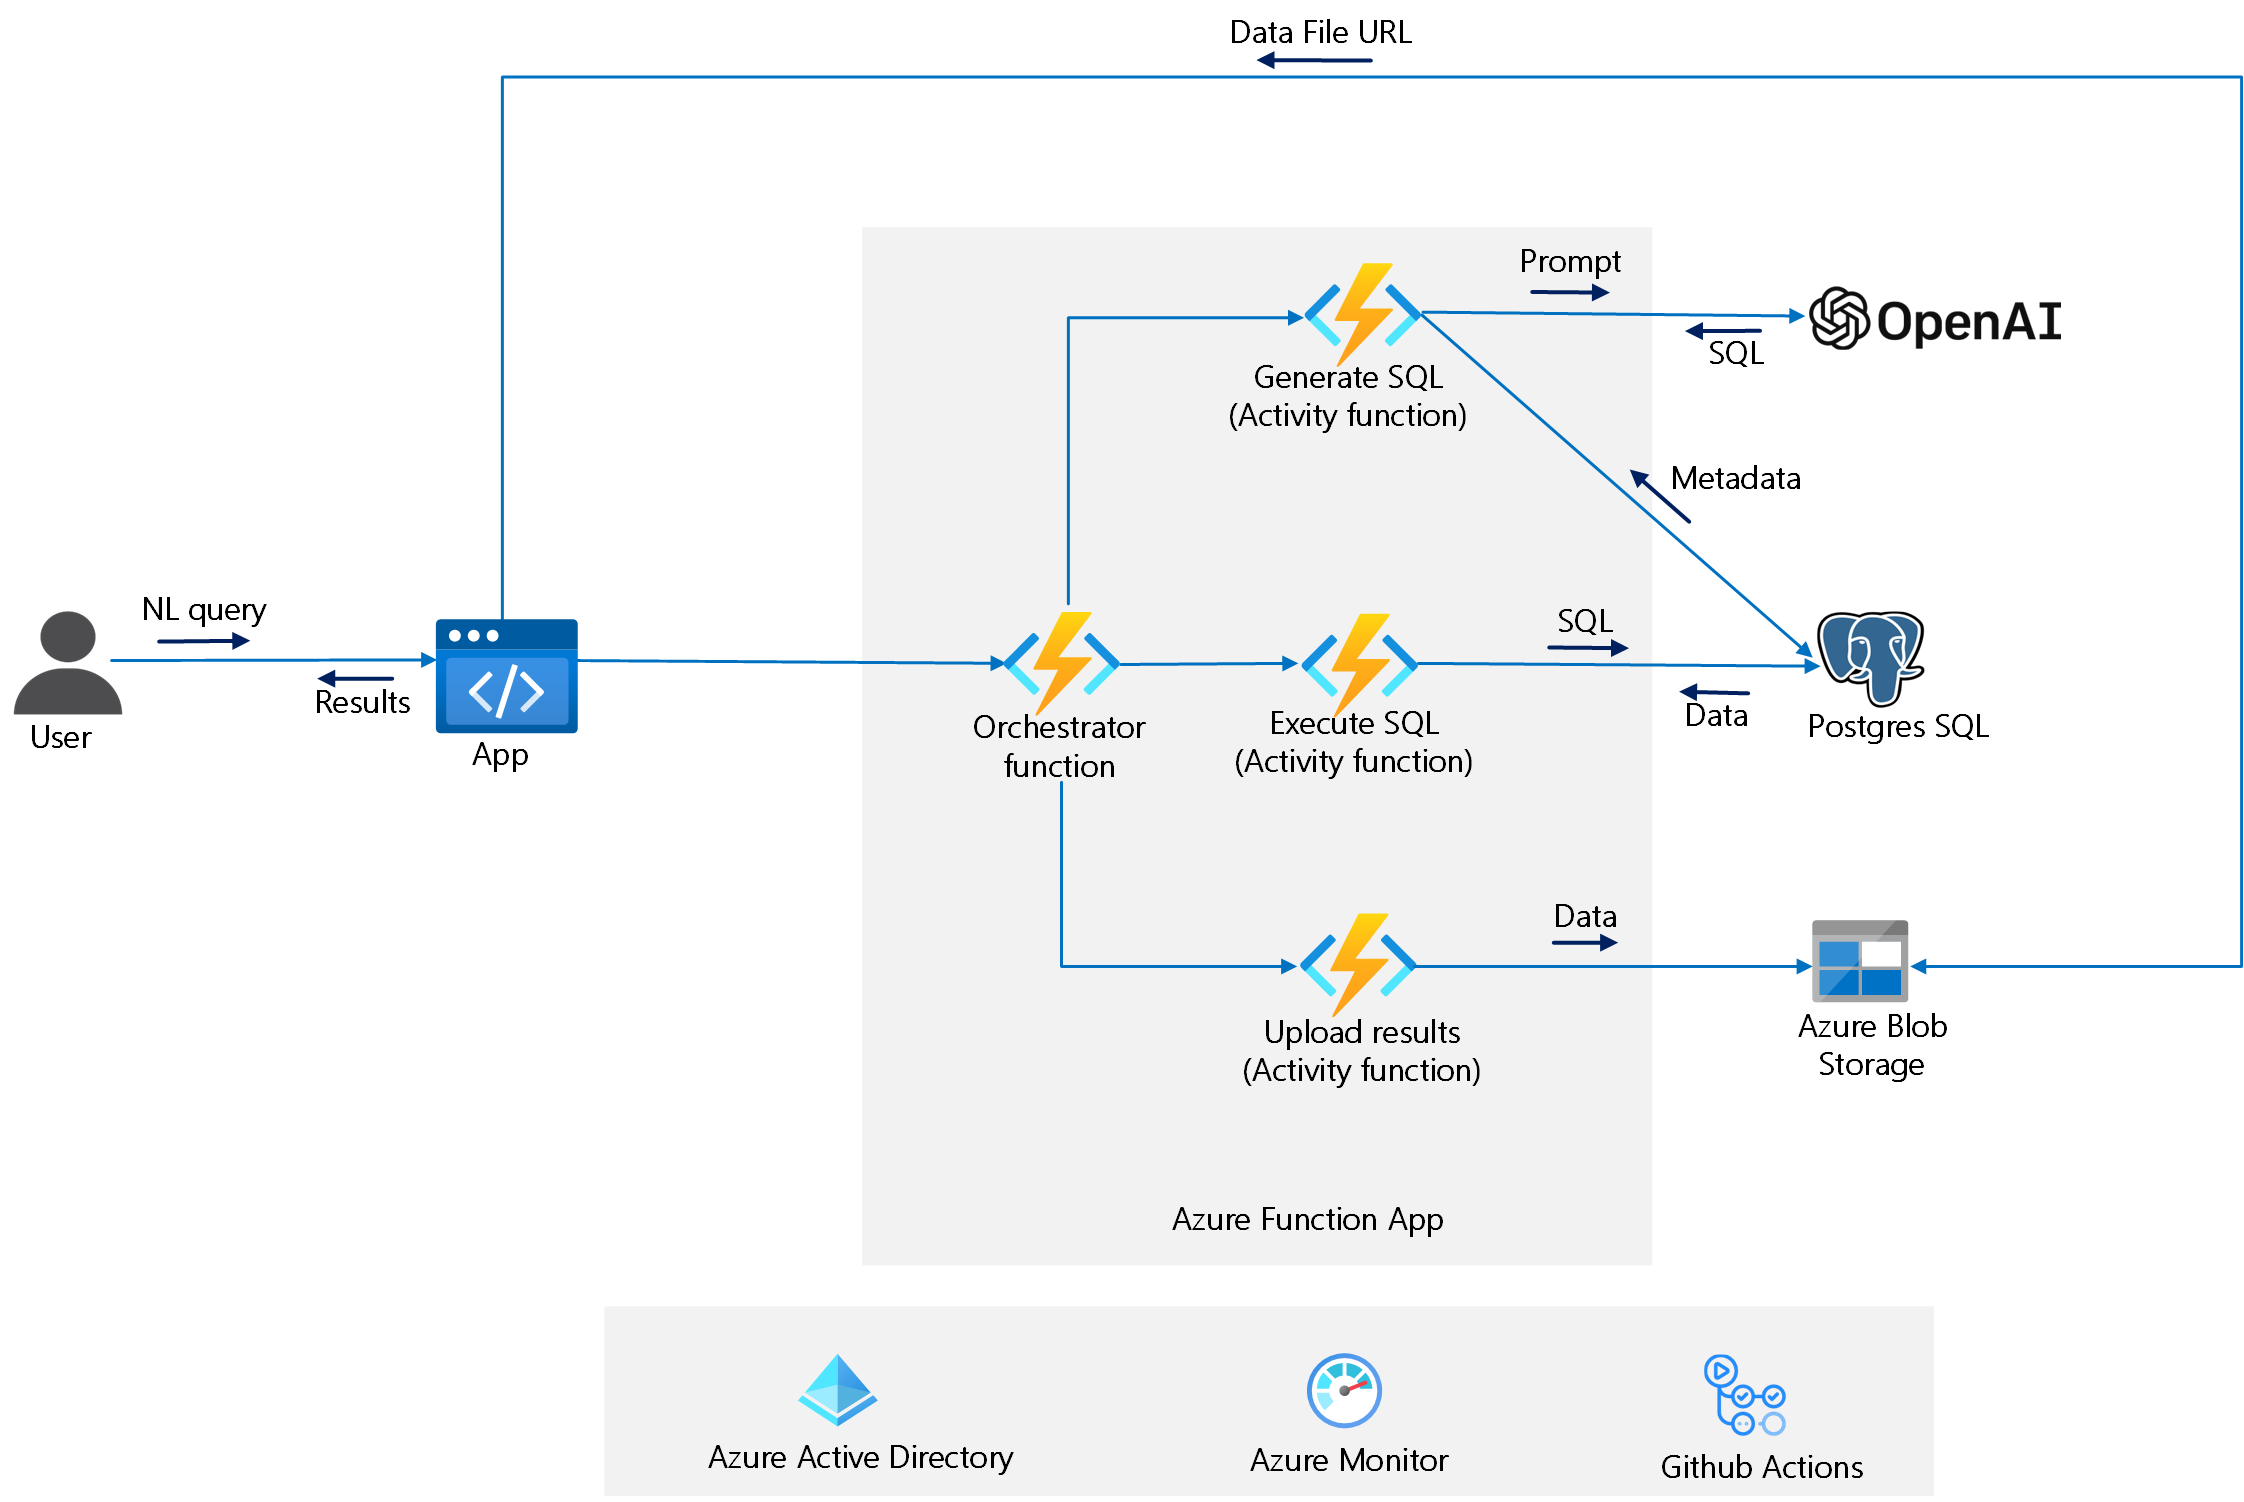 Data File URL
Prompt
OpenAI
SQL
Generate SQL
(Activity function)
Metadata
NL query
Results
User
App
Orchestrator
function
Execute SQL
(Activity function)
SQL
Data
Postgres SQL
Data
Upload results
(Activity function)
Azure Blob
Storage
Azure Function App
Azure Active Directory
Azure Monitor
Github Actions